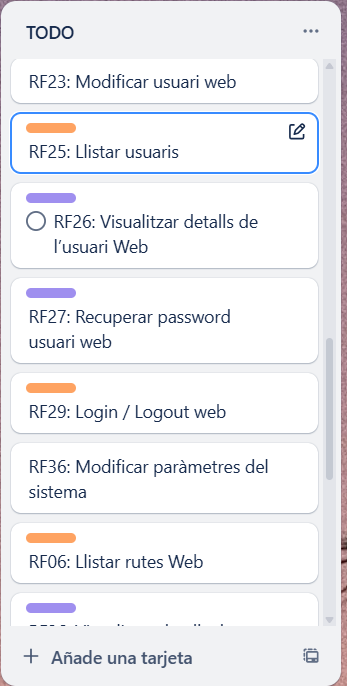 TODO
RF23: Modificar usuari web
RF25: Llistar usuaris
RF26: Visualitzar detalls de
l’usuari Web
RF27: Recuperar password
usuari web
RF29: Login / Logout web
RF36: Modificar paràmetres del
sistema
RF06: Llistar rutes Web
Añade una tarjeta